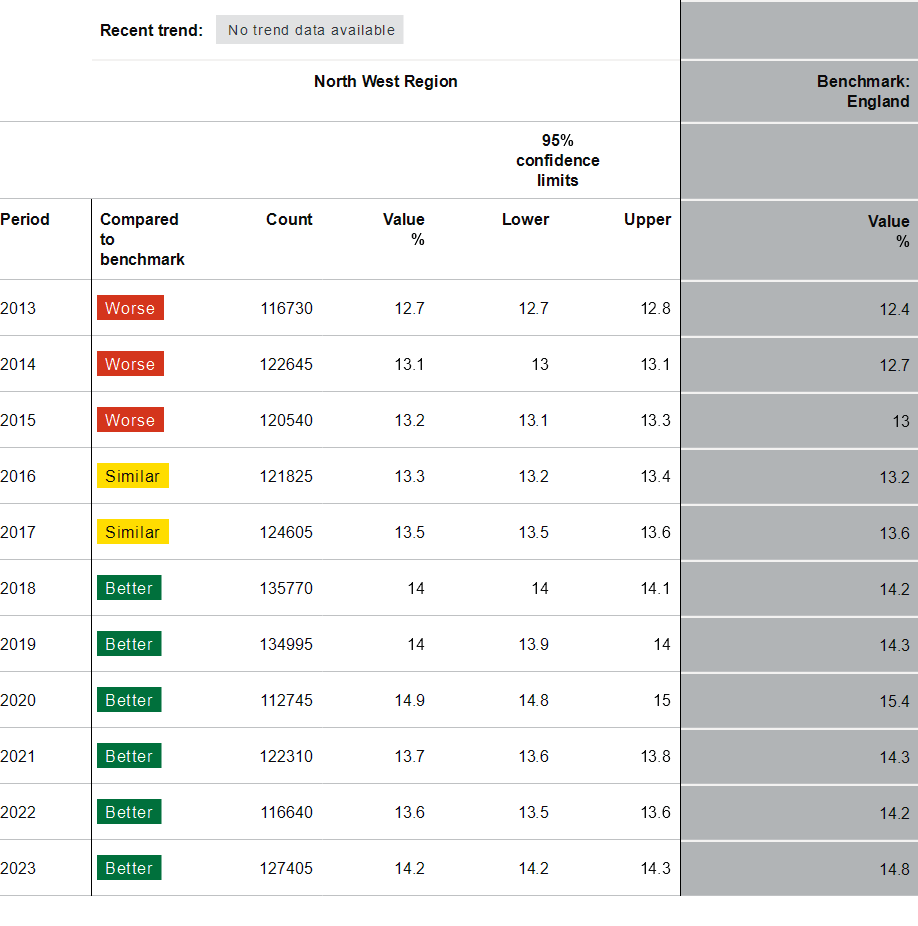 Recent trend: No trend data available
North West Region Benchmark:
England
95%
confidence
limits
Period Compared Count Value Lower Upper Value
to % %
benchmark
2013 Worse 116730 12.7 12.7 12.8 12.4
2014 Worse 122645 13.1 13 13.1 12.7
2015 Worse 120540 13.2 13.1 13.3 13
2016 Similar 121825 13.3 13.2 13.4 13.2
2017 Similar 124605 13.5 13.5 13.6 13.6
2018 Better 135770 14 14 14.1 14.2
2019 Better 134995 14 13.9 14 14.3
2020 Better 112745 14.9 14.8 15 15.4
2021 Better 122310 13.7 13.6 13.8 14.3
2022 Better 116640 13.6 13.5 13.6 14.2
2023 Better 127405 14.2 14.2 14.3 14.8